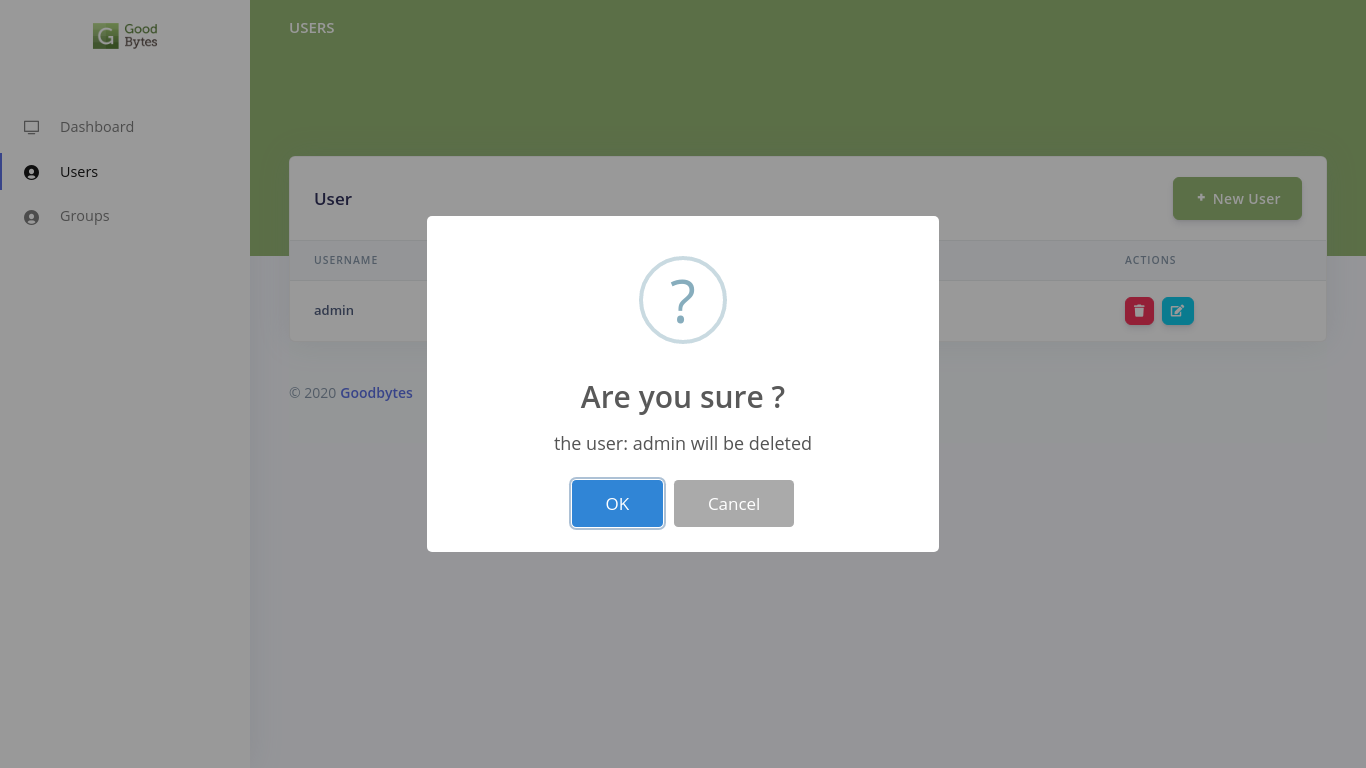 Good
Bytes
USERS
Dashboard
Users
Groups
User
+ New User
USERNAME
ACTIONS
admin
?
Are you sure ?
the user: admin will be deleted
OK
Cancel
© 2020 Goodbytes